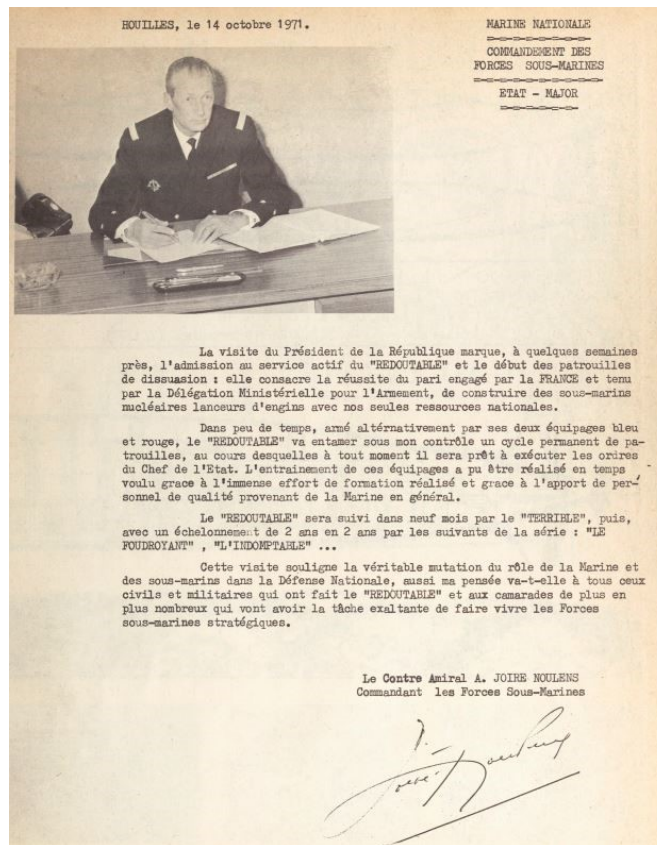 HOUILLES, le 14 octobre 1971.
MARINE NATIONALE
COMMANDEMENT DES
FORCES SOUS-MARINES
ETAT - MAJOR
La visite du Président de la République marque, à quelques semaines
près, l'admission au service actif du "REDOUTABLE" et le début des patrouilles
de dissuasion : elle consacre la réussite du pari engagé par la FRANCE et tenu
par la Délégation Ministérielle pour l'Armement, de construire des sous-marins
nucléaires lanceurs d'engins avec nos seules ressources nationales.
Dans peu de temps, armé altérnativement par ses deux équipages bleu
et rouge, le "REDOUTABLE" va entamer sous mon contrôle un cycle permanent de pa-
trouilles, au cours desquelles à tout moment il sera prêt à exécuter les ordres
du Chef de l'Etat. L'entrainement de ces équipages a pu être réalisé en temps
voulu grace à l'immense effort de formation réalisé et grace à l'apport de per-
sonnel de qualité provenant de la Marine en général.
Le "REDOUTABLE" sera suivi dans neuf mois par le "TERRIBLE", puis,
avec un échelonnement de 2 ans en 2 ans par les suivants de la série : "LE
FOUDROYANT" , "L'INDOMPTABLE" ...
Cette visite souligne la véritable mutation du rôle de la Marine et
des sous-marins dans la Défense Nationale, aussi ma pensée va-t-elle à tous ceux
civils et militaires qui ont fait le "REDOUTABLE" et aux camarades de plus en
plus nombreux qui vont avoir la tâche exaltante de faire vivre les Forces
sous-marines stratégiques.
Le Contre Amiral A. JOIRE NOULENS
Commandant les Forces Sous-Marines